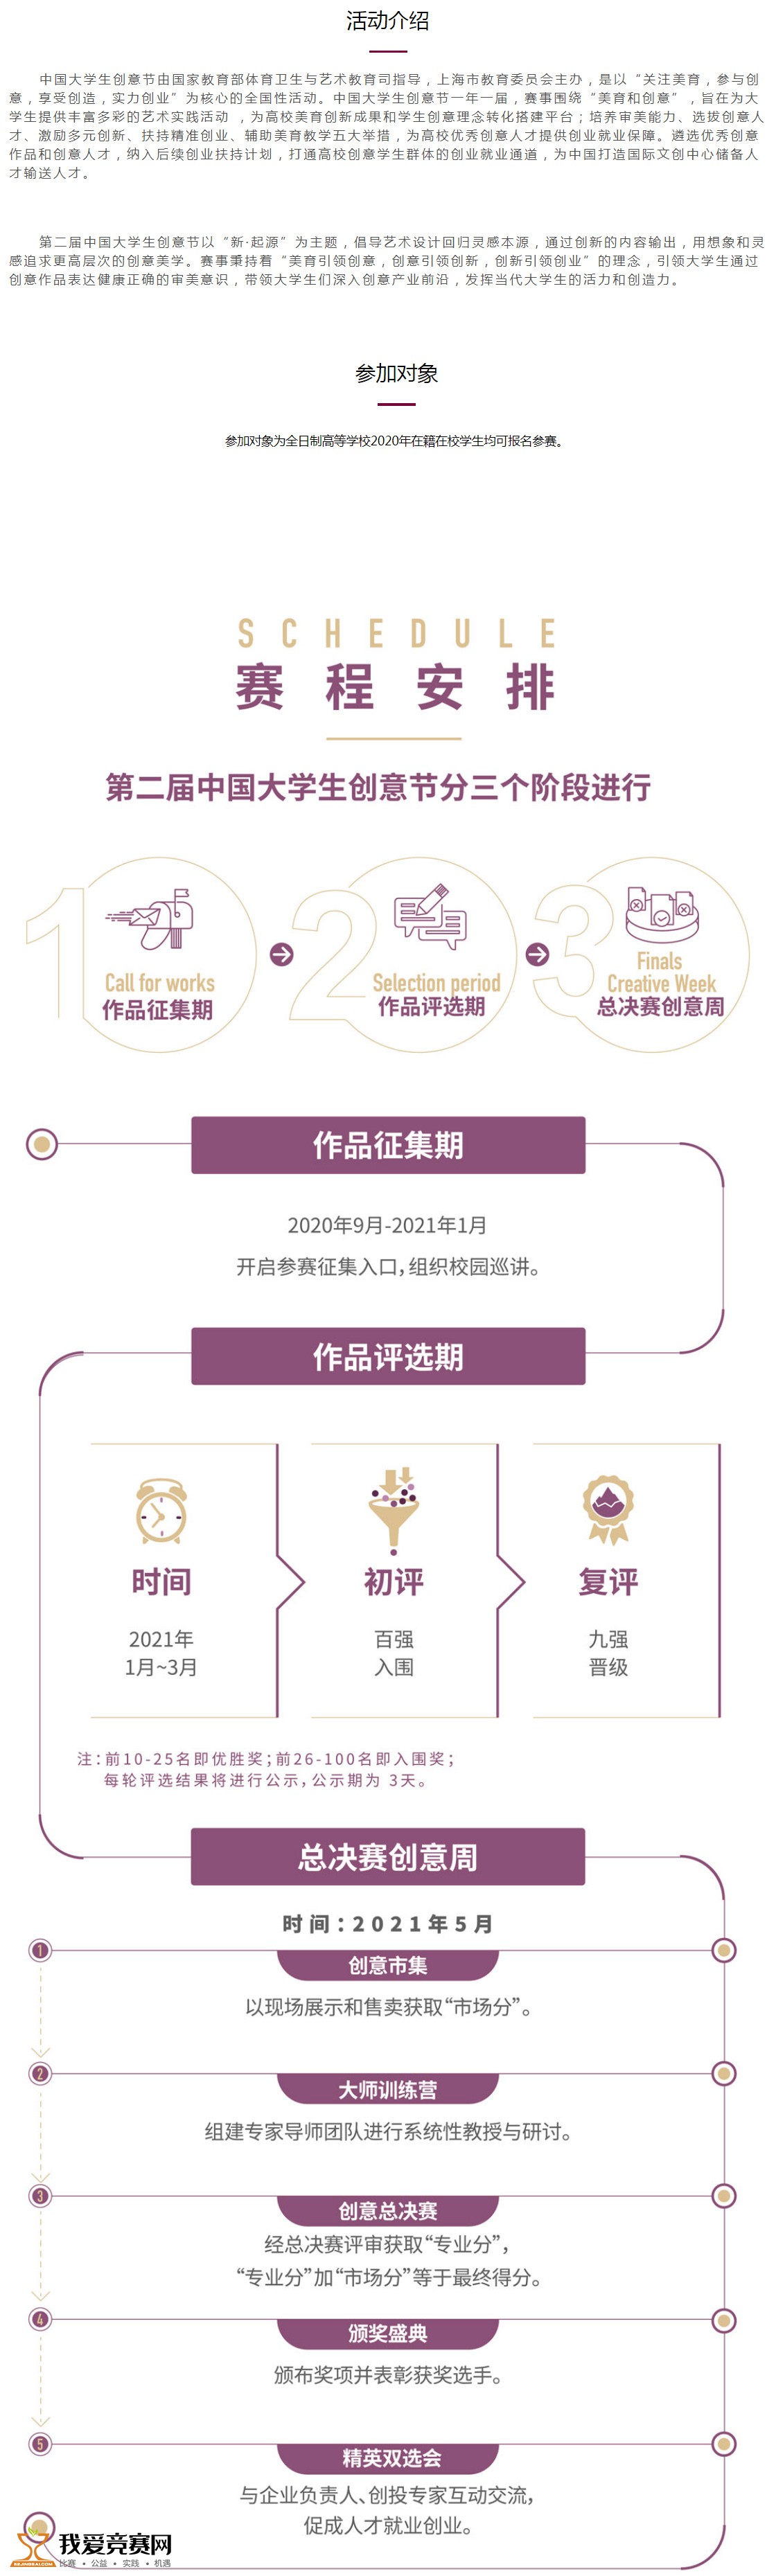 活动介绍
中国大学生创意节由国家教育部体育卫生与艺术教育司指导，上海市教育委员会主办，是以“关注美育，参与创
意，享受创造，实力创业”为核心的全国性活动。中国大学生创意节一年一届，赛事围绕“美育和创意”，旨在为大
学生提供丰富多彩的艺术实践活动 ，为高校美育创新成果和学生创意理念转化搭建平台；培养审美能力、选拔创意人
才、激励多元创新、扶持精准创业、辅助美育教学五大举措，为高校优秀创意人才提供创业就业保障。遴选优秀创意
作品和创意人才，纳入后续创业扶持计划，打通高校创意学生群体的创业就业通道，为中国打造国际文创中心储备人
才输送人才。
第二届中国大学生创意节以“新·起源”为主题，倡导艺术设计回归灵感本源，通过创新的内容输出，用想象和灵
感追求更高层次的创意美学。赛事秉持着“美育引领创意，创意引领创新，创新引领创业”的理念，引领大学生通过
创意作品表达健康正确的审美意识，带领大学生们深入创意产业前沿，发挥当代大学生的活力和创造力。
参加对象
参加对象为全日制高等学校2020年在籍在校学生均可报名参赛。
SCHEDULE
赛程安排
第二届中国大学生创意节分三个阶段进行
1
Call for works
作品征集期
2
Selection period
作品评选期
3
Finals
Creative Week
总决赛创意周
作品征集期
2020年9月-2021年1月
开启参赛征集入口，组织校园巡讲。
作品评选期
时间
2021年
1月~3月
初评
百强
入围
复评
九强
晋级
注：前10-25名即优胜奖；前26-100名即入围奖；
每轮评选结果将进行公示，公示期为 3天。
总决赛创意周
时间：2021年5月
1
创意市集
以现场展示和售卖获取“市场分”。
2
大师训练营
组建专家导师团队进行系统性教授与研讨。
3
创意总决赛
经总决赛评审获取“专业分”，
“专业分”加“市场分”等于最终得分。
4
颁奖盛典
颁布奖项并表彰获奖选手。
5
精英双选会
与企业负责人、创投专家互动交流，
促成人才就业创业。
我爱竞赛网
52JINGSAI.COM
比赛 • 公益 • 实践 • 机遇